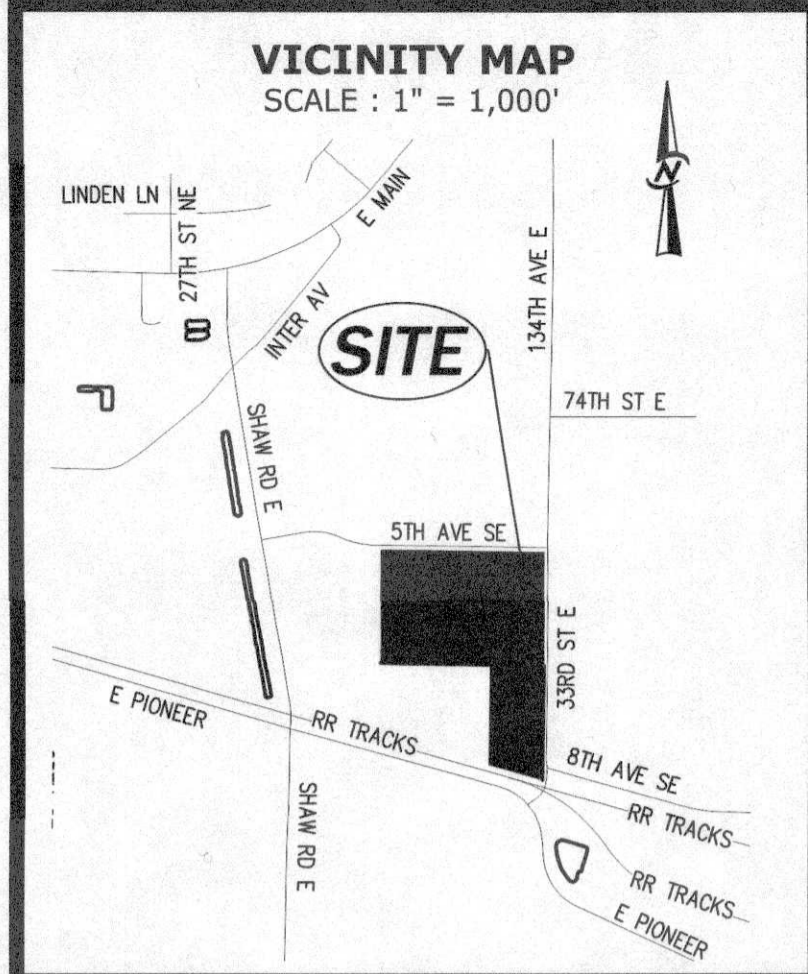 VICINITY MAP
SCALE : 1" = 1,000'
N
LINDEN LN
27TH ST NE
E MAIN
INTER AV
134TH AVE E
SITE
74TH ST E
SHAW RD E
5TH AVE SE
33RD ST E
E PIONEER
RR TRACKS
8TH AVE SE
SHAW RD E
RR TRACKS
RR TRACKS
E PIONEER